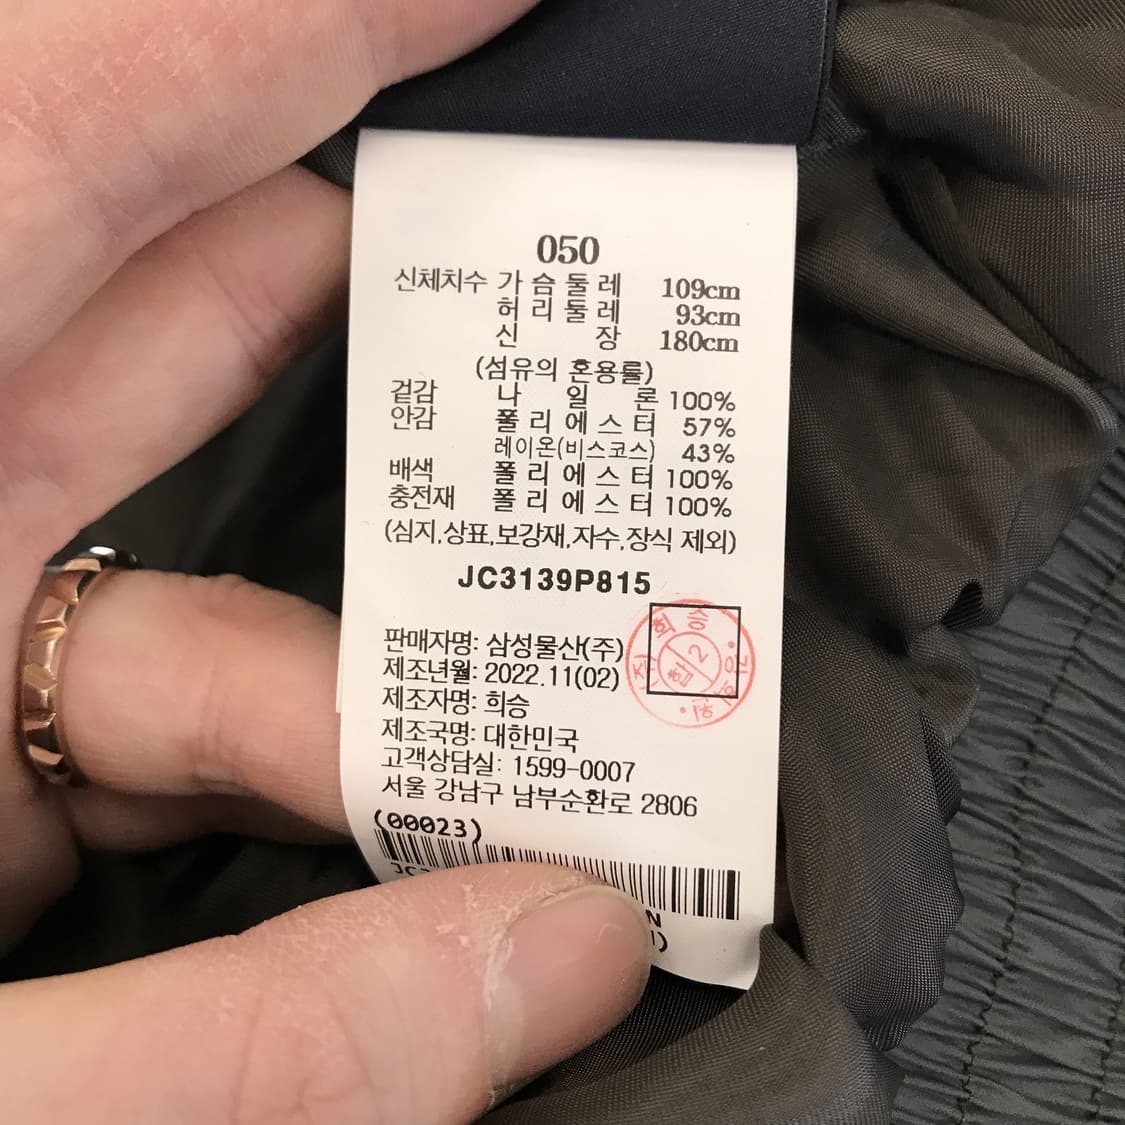 050
신체치수 가 슴 둘 레 109cm
허 리 둘 레 93cm
신 장 180cm
(섬유의 혼용률)
겉감 나 일 론 100%
안감 폴 리 에 스 터 57%
레이온(비스코스) 43%
배색 폴 리 에 스 터 100%
충전재 폴 리 에 스 터 100%
(심지,상표,보강재,자수,장식 제외)
JC3139P815
희승
검 2
판매자명: 삼성물산(주)
제조년월: 2022.11(02)
제조자명: 희승
제조국명: 대한민국
고객상담실: 1599-0007
서울 강남구 남부순환로 2806
(00023)
N